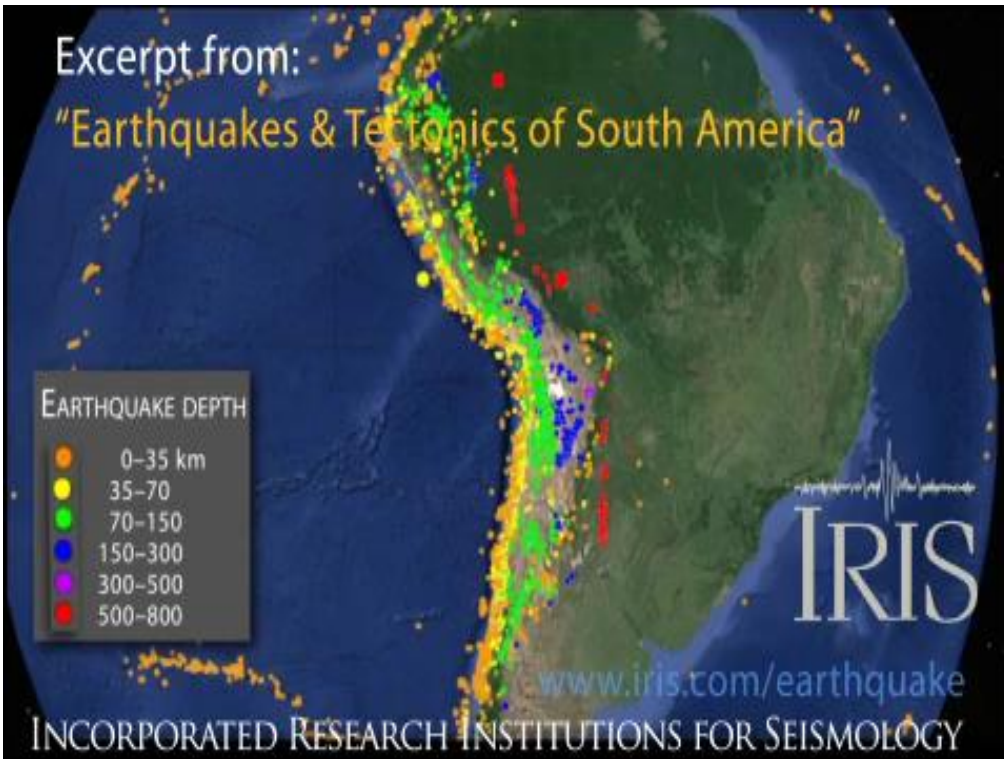 Excerpt from:
"Earthquakes & Tectonics of South America"
EARTHQUAKE DEPTH
0–35 km
35–70
70–150
150–300
300–500
500–800
IRIS
www.iris.com/earthquake
INCORPORATED RESEARCH INSTITUTIONS FOR SEISMOLOGY